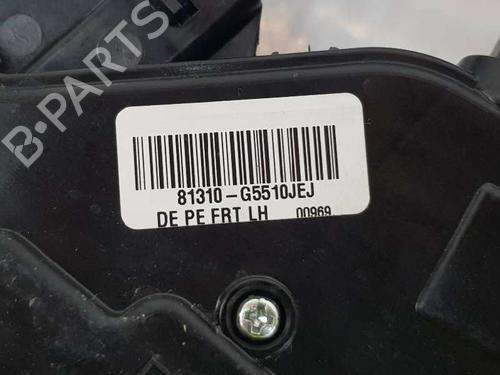 B-PARTS
81310-G5510JEJ
DE PE FRT LH 00969